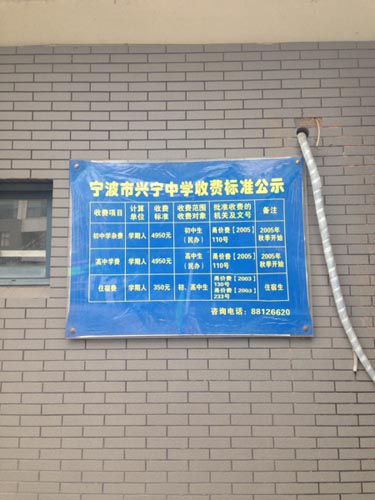 宁波市兴宁中学收费标准公示
收费项目 计算单位 收费标准 收费范围收费对象 批准收费的机关及文号 备注
初中学杂费 学期人 4950元 初中生（民办） 甬价费［2005］110号 2005年秋季开始
高中学费 学期人 4950元 高中生（民办） 甬价费［2005］110号 2005年秋季开始
住宿费 学期人 350元 初、高中生 甬价费［2003］130号 甬价费［2003］233号 住宿生
咨询电话：88126620